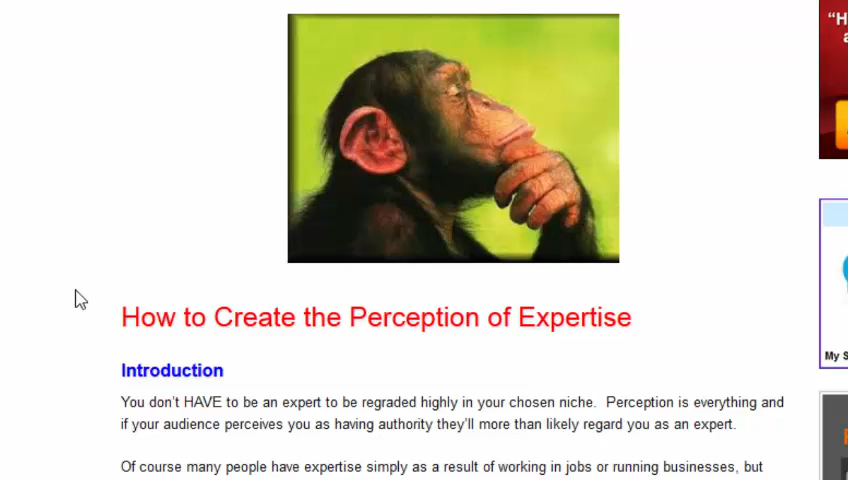 "H
a
How to Create the Perception of Expertise
Introduction
You don't HAVE to be an expert to be regraded highly in your chosen niche.  Perception is everything and
if your audience perceives you as having authority they'll more than likely regard you as an expert.
My S
Of course many people have expertise simply as a result of working in jobs or running businesses, but